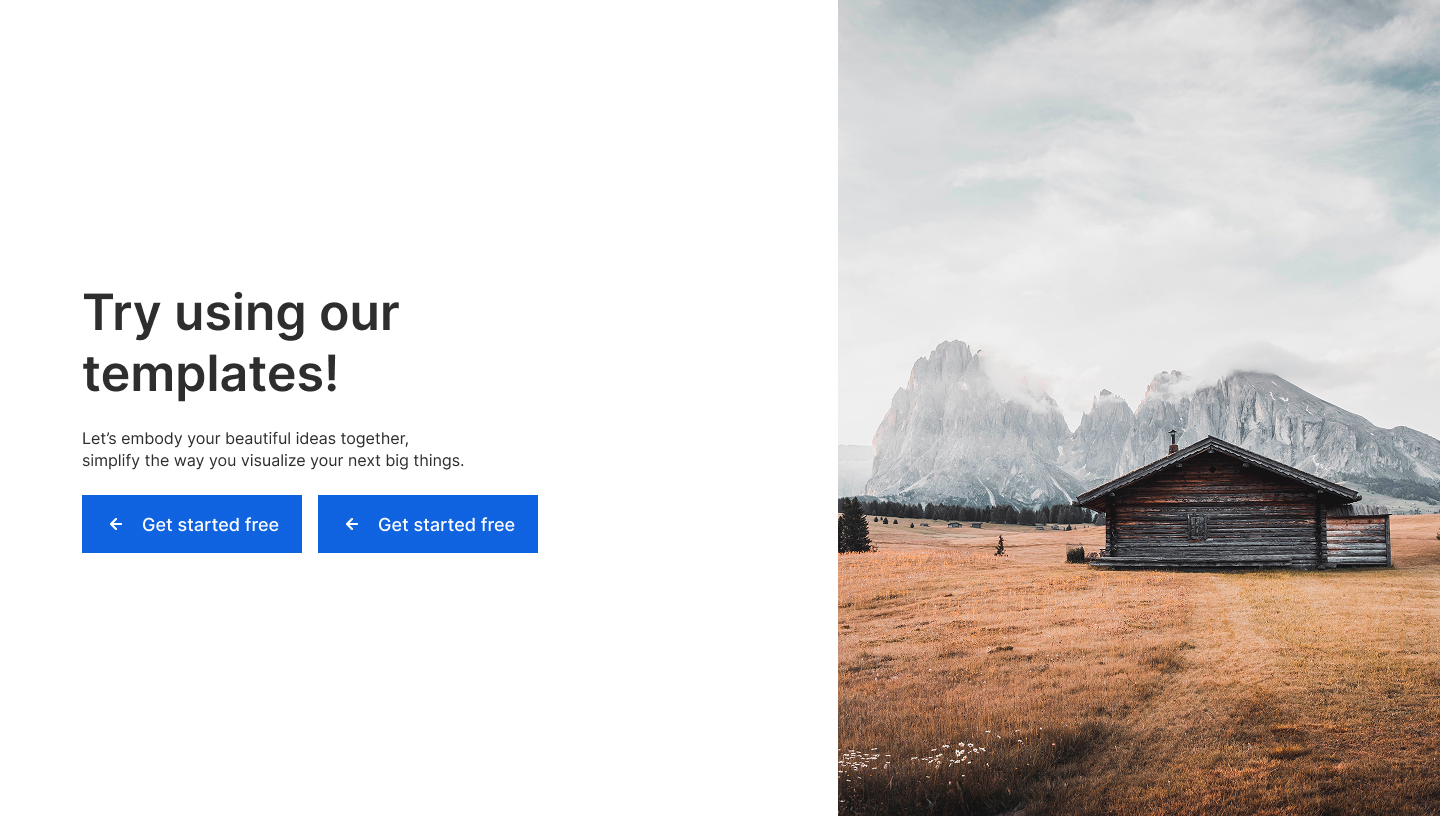 Try using our
templates!
Let’s embody your beautiful ideas together,
simplify the way you visualize your next big things.
Get started free
Get started free